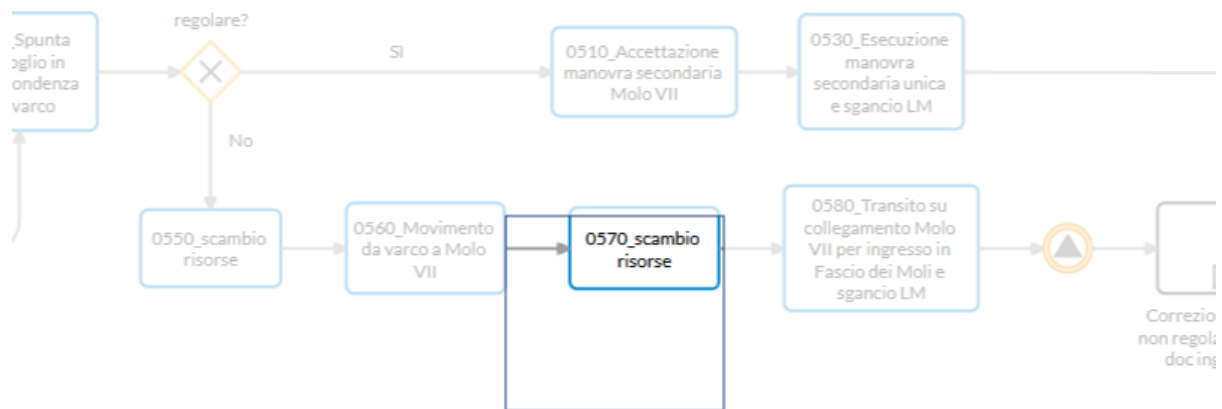 regolare?
_Spunta
oglio in
ondenza
varco
SI
0510_Accettazione
manovra secondaria
Molo VII
0530_Esecuzione
manovra
secondaria unica
e sgancio LM
No
0550_scambio
risorse
0560_Movimento
da varco a Molo
VII
0570_scambio
risorse
0580_Transito su
collegamento Molo
VII per ingresso in
Fascio dei Moli e
sgancio LM
Correzio
non regola
doc ing